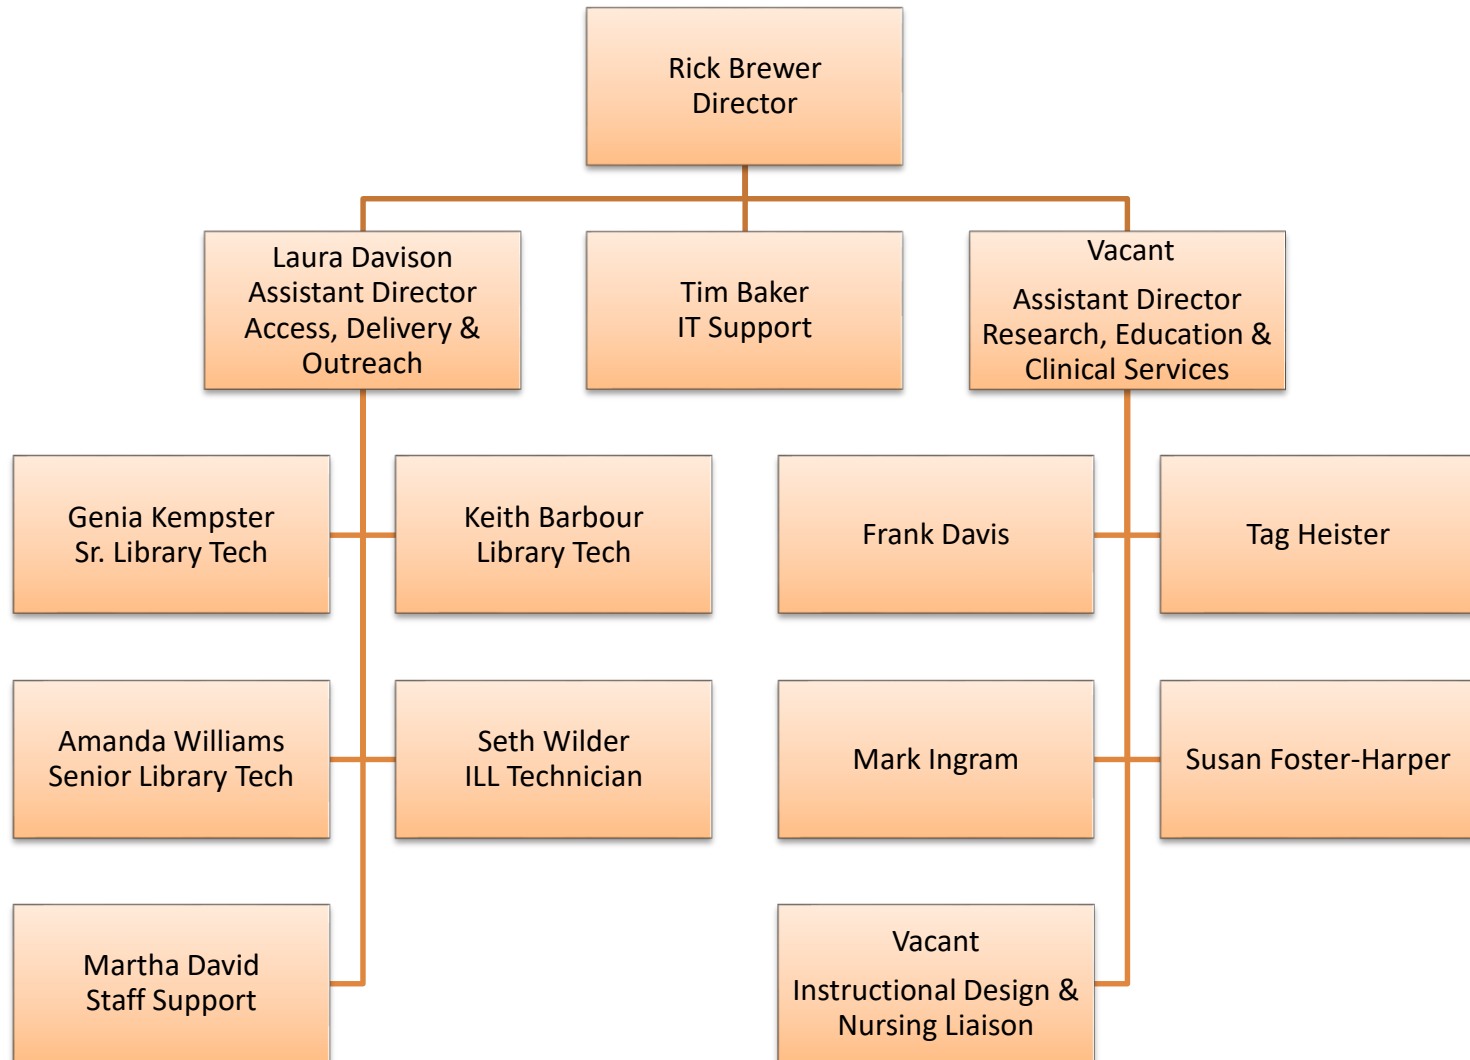 Rick Brewer
Director
Laura Davison
Assistant Director
Access, Delivery &
Outreach
Tim Baker
IT Support
Vacant
Assistant Director
Research, Education &
Clinical Services
Genia Kempster
Sr. Library Tech
Keith Barbour
Library Tech
Frank Davis
Tag Heister
Amanda Williams
Senior Library Tech
Seth Wilder
ILL Technician
Mark Ingram
Susan Foster-Harper
Martha David
Staff Support
Vacant
Instructional Design &
Nursing Liaison